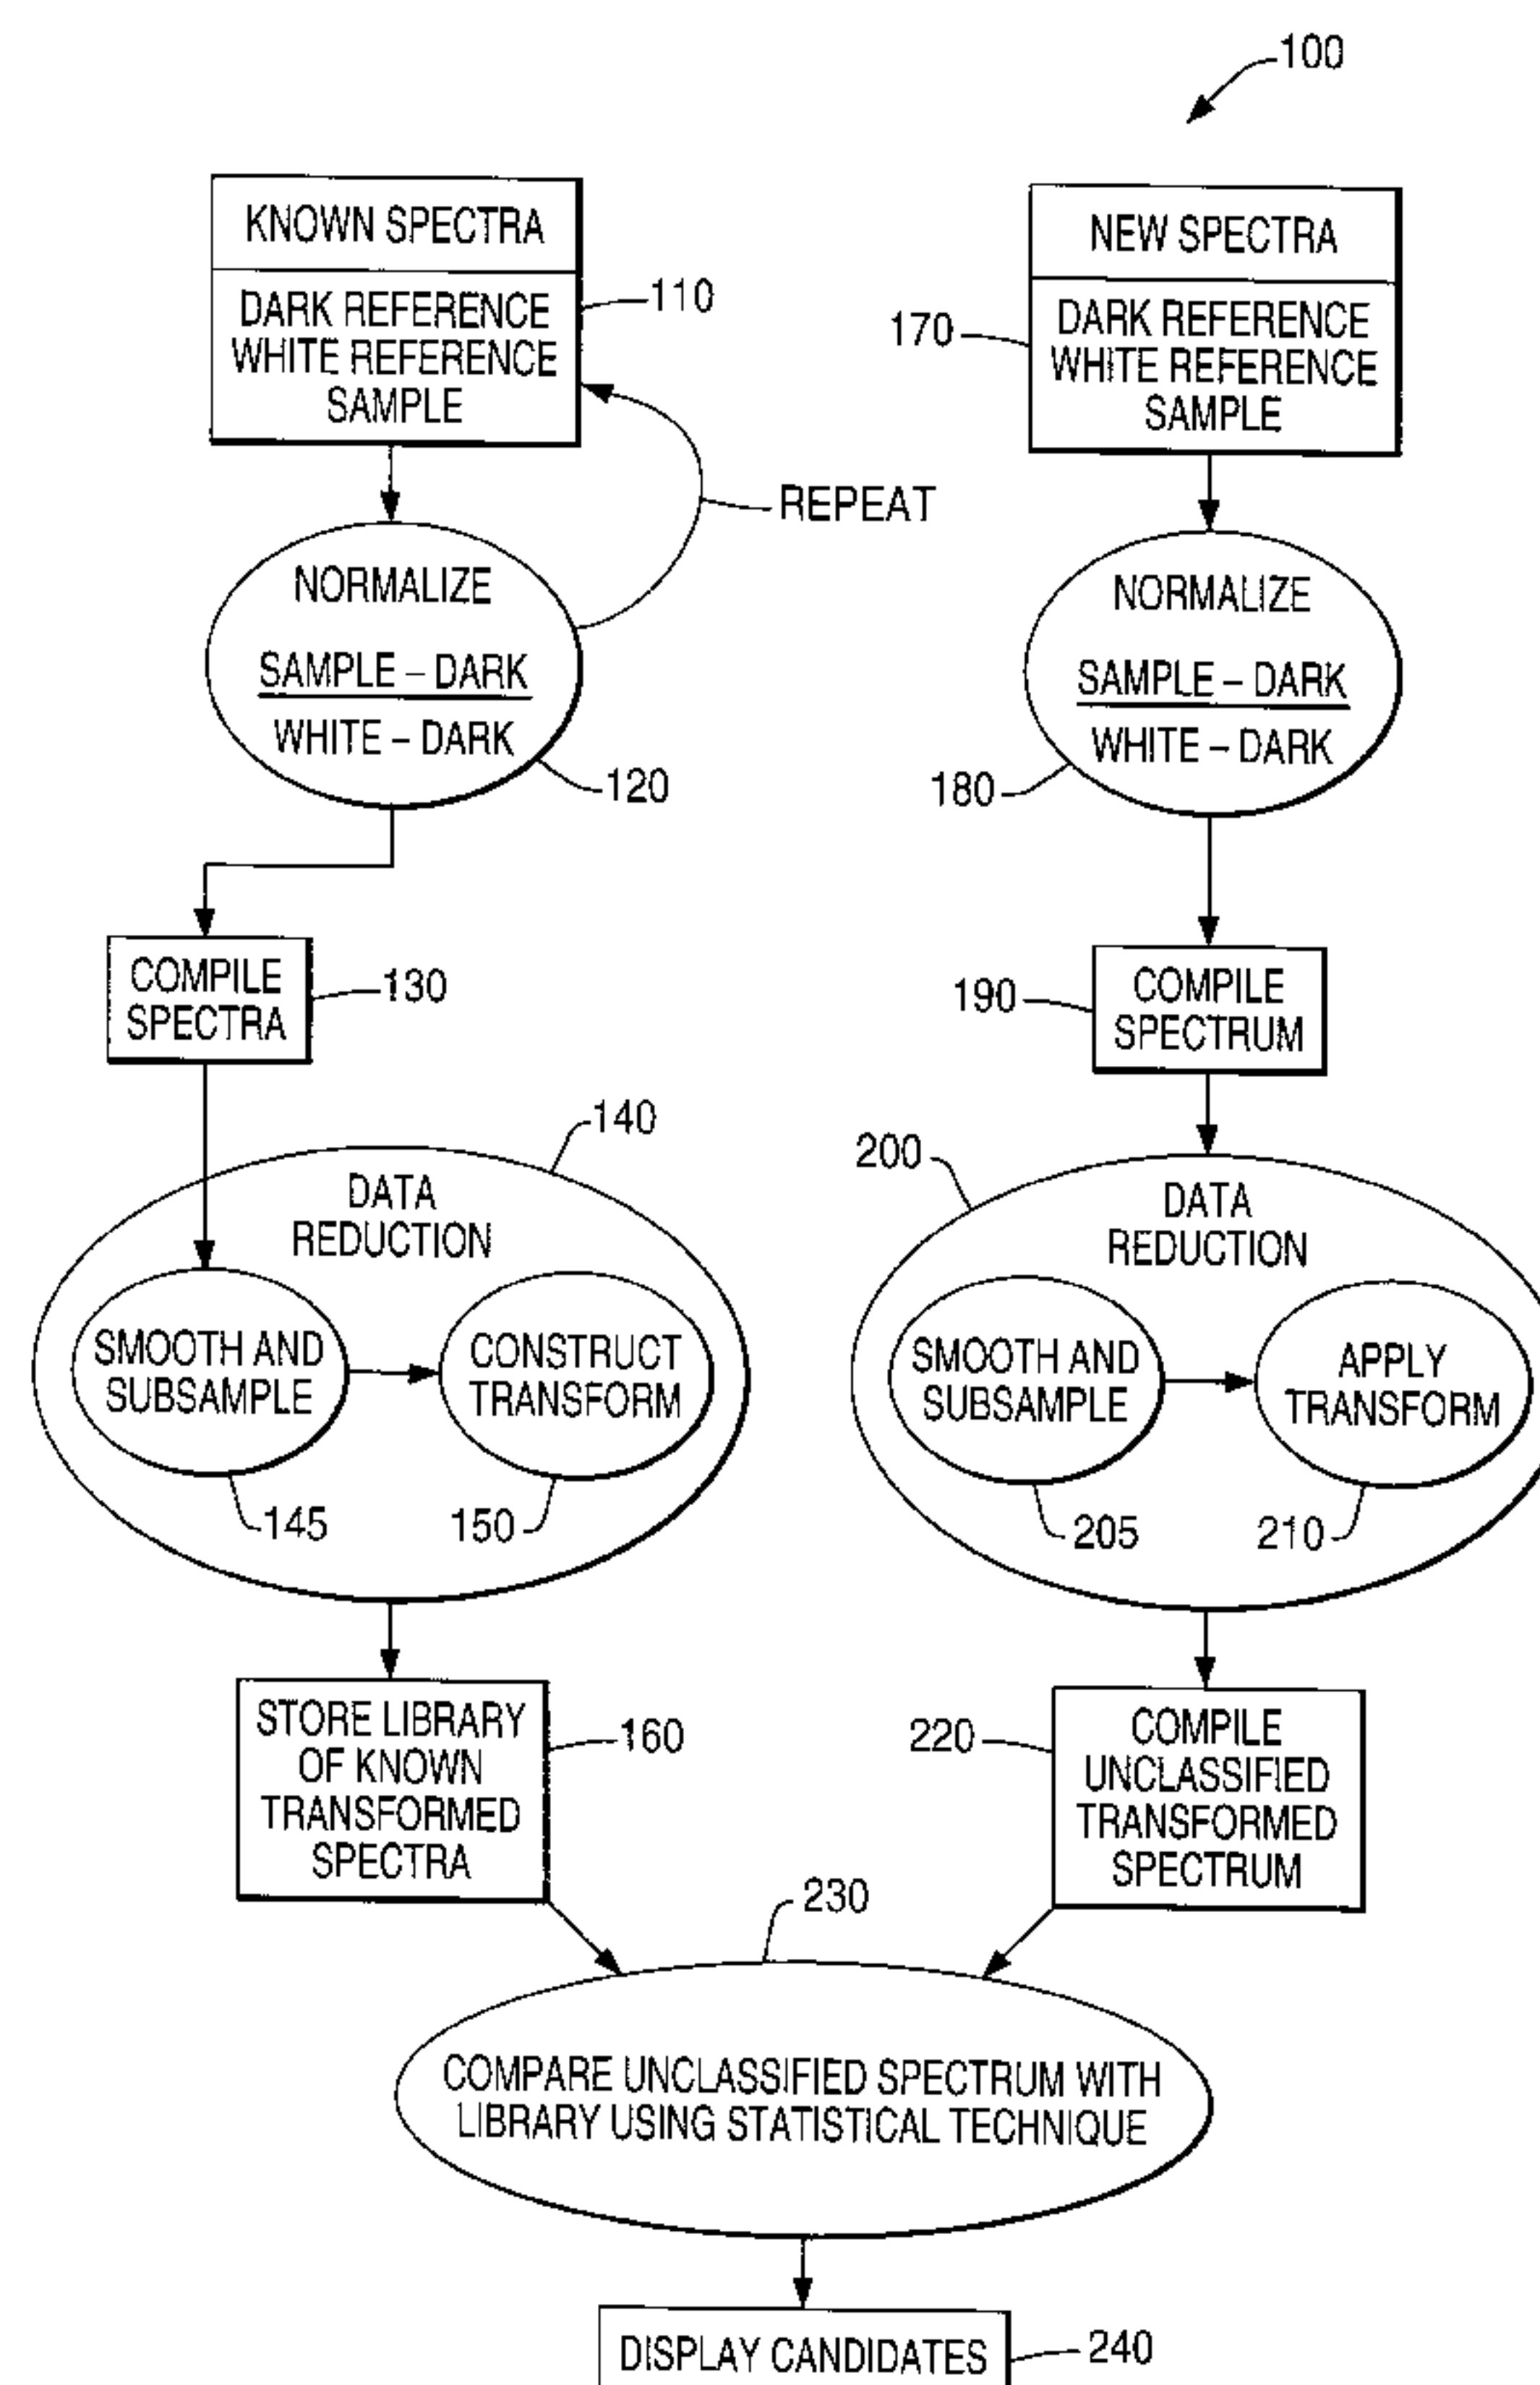 100
KNOWN SPECTRA
DARK REFERENCE
WHITE REFERENCE
SAMPLE
110
REPEAT
NORMALIZE
SAMPLE – DARK
WHITE – DARK
120
COMPILE
SPECTRA
130
140
DATA
REDUCTION
SMOOTH AND
SUBSAMPLE
145
CONSTRUCT
TRANSFORM
150
STORE LIBRARY
OF KNOWN
TRANSFORMED
SPECTRA
160
NEW SPECTRA
DARK REFERENCE
WHITE REFERENCE
SAMPLE
170
NORMALIZE
SAMPLE – DARK
WHITE – DARK
180
COMPILE
SPECTRUM
190
200
DATA
REDUCTION
SMOOTH AND
SUBSAMPLE
205
APPLY
TRANSFORM
210
COMPILE
UNCLASSIFIED
TRANSFORMED
SPECTRUM
220
230
COMPARE UNCLASSIFIED SPECTRUM WITH
LIBRARY USING STATISTICAL TECHNIQUE
DISPLAY CANDIDATES
240